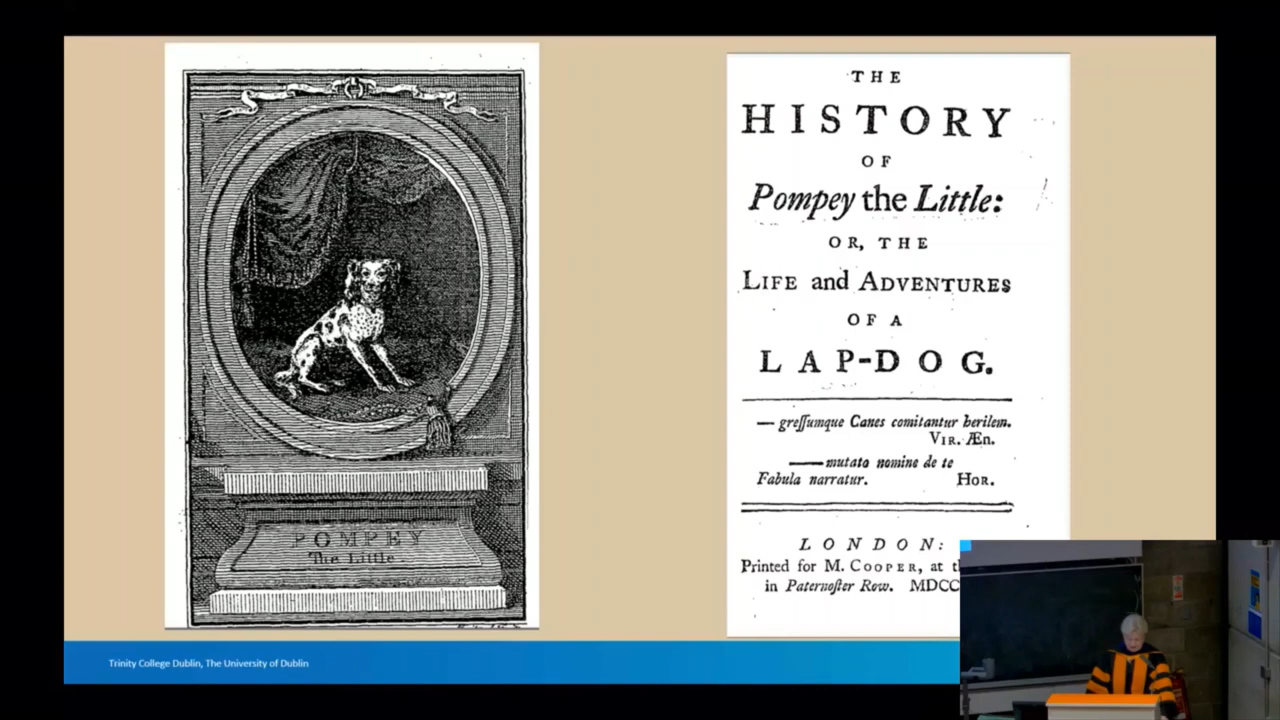 POMPEY
The Little.
THE
HISTORY
OF
Pompey the Little:
OR, THE
LIFE and ADVENTURES
OF A
LAP-DOG.
— greſſumque Canes comitantur herilem.
VIR. Æn.
—— mutato nomine de te
Fabula narratur. HOR.
LONDON:
Printed for M. COOPER, at
in Paternoſter Row. MDCC
Trinity College Dublin, The University of Dublin